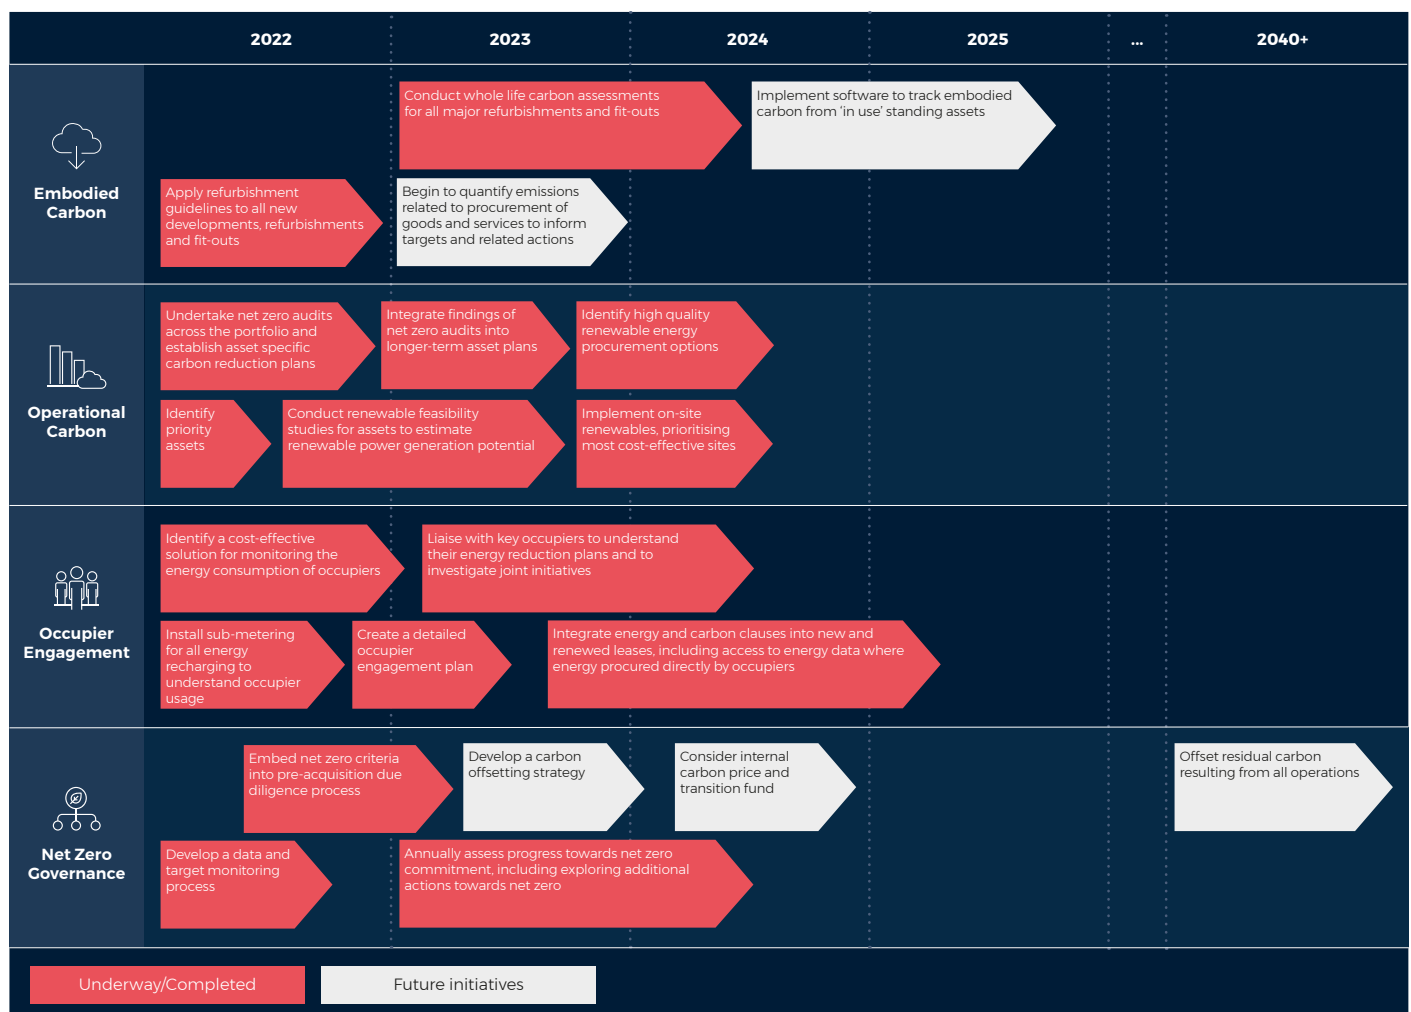 2022
2023
2024
2025
...
2040+
Embodied
Carbon
Conduct whole life carbon assessments
for all major refurbishments and fit-outs
Implement software to track embodied
carbon from ‘in use’ standing assets
Apply refurbishment
guidelines to all new
developments, refurbishments
and fit-outs
Begin to quantify emissions
related to procurement of
goods and services to inform
targets and related actions
Operational
Carbon
Undertake net zero audits
across the portfolio and
establish asset specific
carbon reduction plans
Integrate findings of
net zero audits into
longer-term asset plans
Identify high quality
renewable energy
procurement options
Identify
priority
assets
Conduct renewable feasibility
studies for assets to estimate
renewable power generation potential
Implement on-site
renewables, prioritising
most cost-effective sites
Occupier
Engagement
Identify a cost-effective
solution for monitoring the
energy consumption of occupiers
Liaise with key occupiers to understand
their energy reduction plans and to
investigate joint initiatives
Install sub-metering
for all energy
recharging to
understand occupier
usage
Create a detailed
occupier
engagement plan
Integrate energy and carbon clauses into new and
renewed leases, including access to energy data where
energy procured directly by occupiers
Net Zero
Governance
Embed net zero criteria
into pre-acquisition due
diligence process
Develop a carbon
offsetting strategy
Consider internal
carbon price and
transition fund
Offset residual carbon
resulting from all operations
Develop a data and
target monitoring
process
Annually assess progress towards net zero
commitment, including exploring additional
actions towards net zero
Underway/Completed
Future initiatives